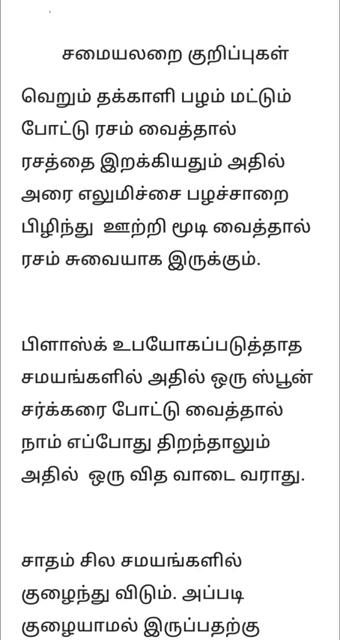 சமையலறை குறிப்புகள்
வெறும் தக்காளி பழம் மட்டும்
போட்டு ரசம் வைத்தால்
ரசத்தை இறக்கியதும் அதில்
அரை எலுமிச்சை பழச்சாறை
பிழிந்து ஊற்றி மூடி வைத்தால்
ரசம் சுவையாக இருக்கும்.
பிளாஸ்க் உபயோகப்படுத்தாத
சமயங்களில் அதில் ஒரு ஸ்பூன்
சர்க்கரை போட்டு வைத்தால்
நாம் எப்போது திறந்தாலும்
அதில் ஒரு வித வாடை வராது.
சாதம் சில சமயங்களில்
குழைந்து விடும். அப்படி
குழையாமல் இருப்பதற்கு